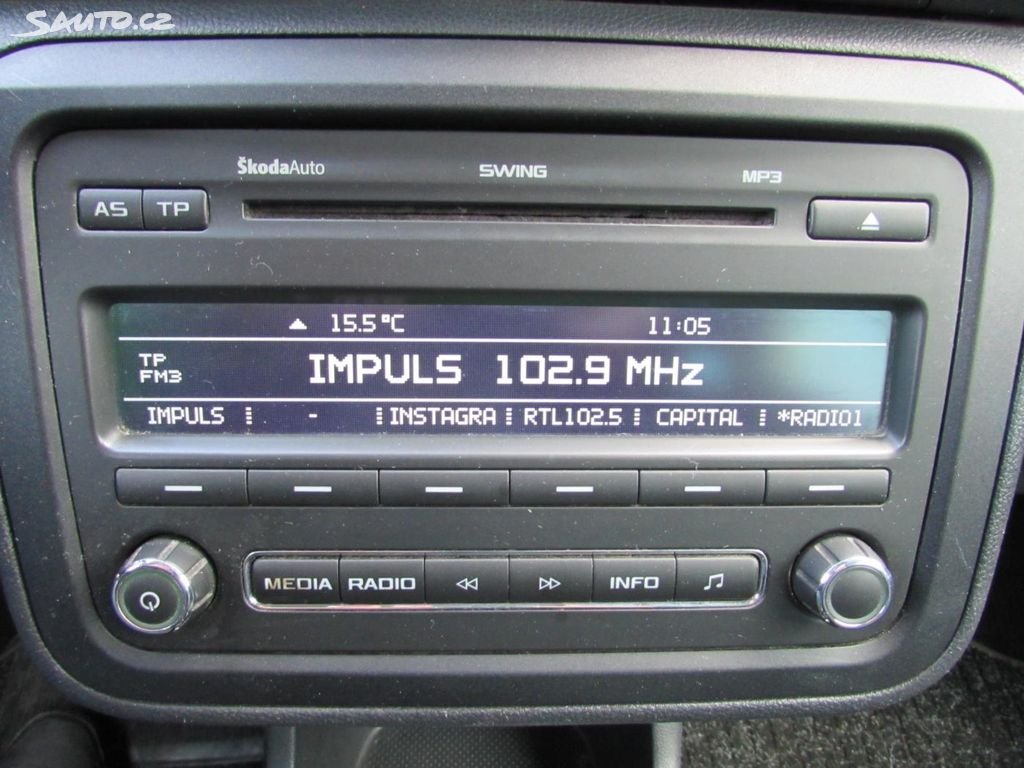 Sauto.cz
ŠkodaAuto SWING MP3
AS TP
15.5°C 11:05
TP
FM3
IMPULS 102.9 MHz
IMPULS - INSTAGRA RTL102.5 CAPITAL *RADIO1
MEDIA RADIO INFO